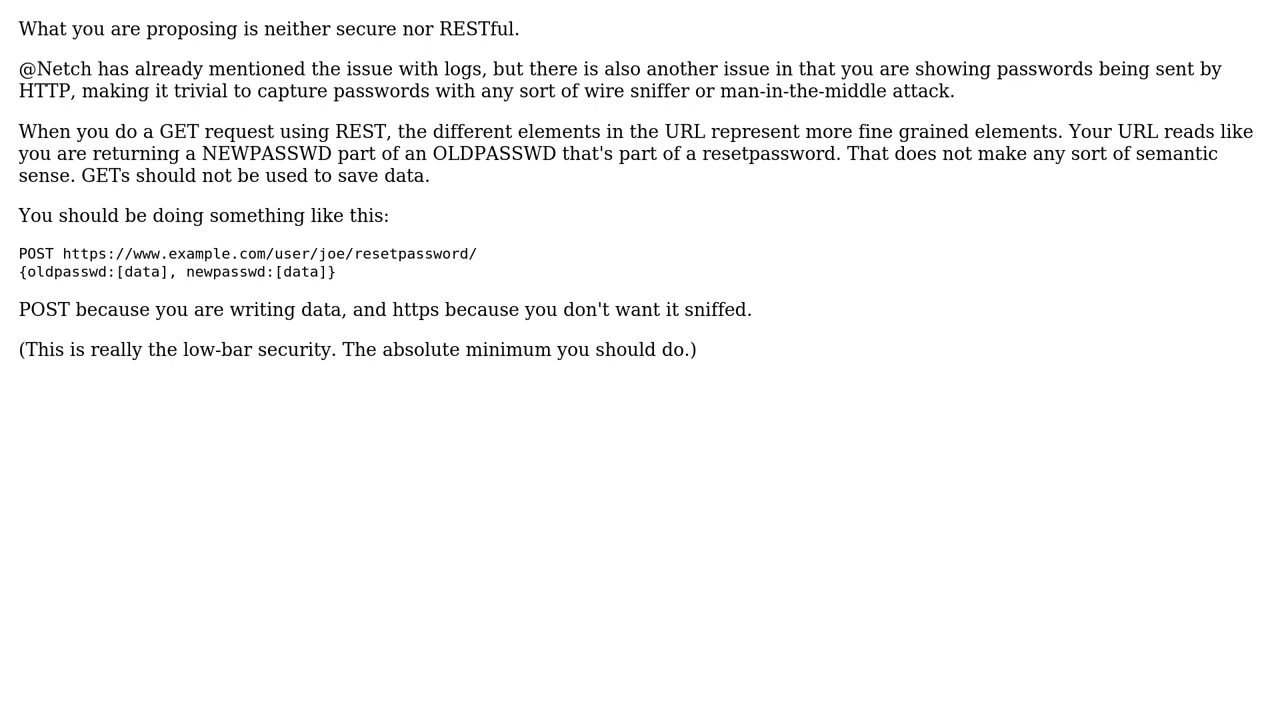 What you are proposing is neither secure nor RESTful.
@Netch has already mentioned the issue with logs, but there is also another issue in that you are showing passwords being sent by
HTTP, making it trivial to capture passwords with any sort of wire sniffer or man-in-the-middle attack.
When you do a GET request using REST, the different elements in the URL represent more fine grained elements. Your URL reads like
you are returning a NEWPASSWD part of an OLDPASSWD that's part of a resetpassword. That does not make any sort of semantic
sense. GETs should not be used to save data.
You should be doing something like this:
POST https://www.example.com/user/joe/resetpassword/
{oldpasswd:[data], newpasswd:[data]}
POST because you are writing data, and https because you don't want it sniffed.
(This is really the low-bar security. The absolute minimum you should do.)